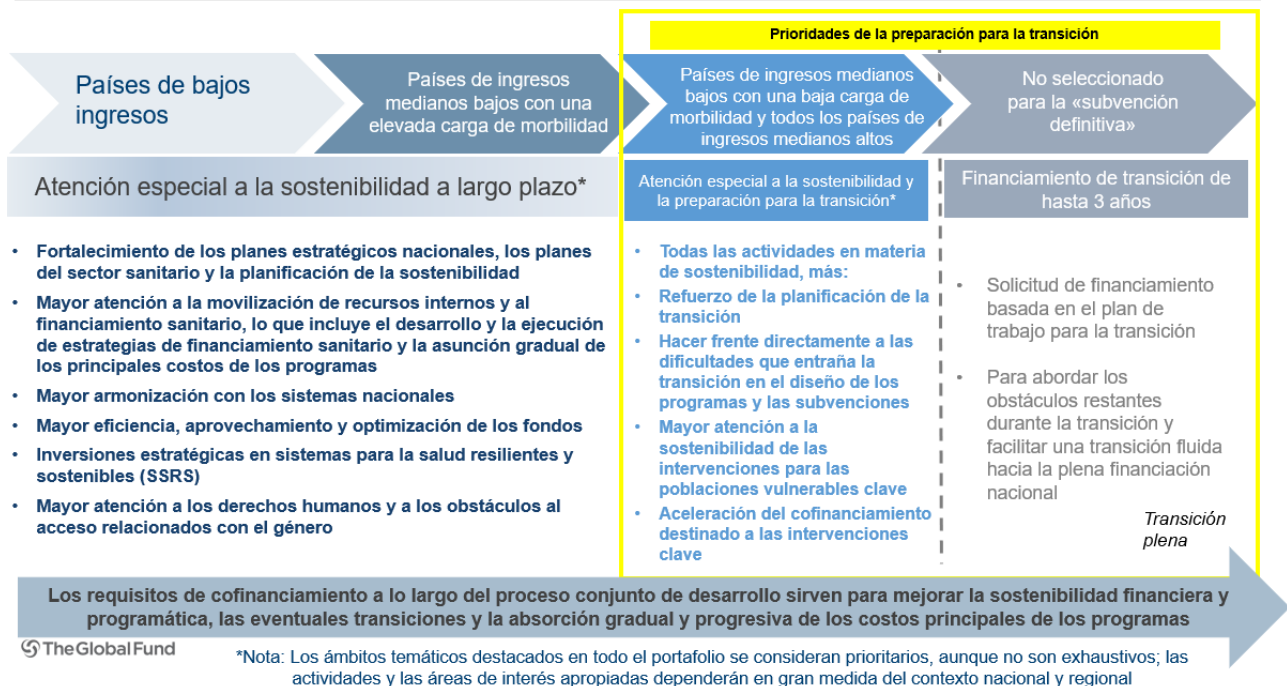 Prioridades de la preparación para la transición
Países de bajos
ingresos
Países de ingresos
medianos bajos con una
elevada carga de morbilidad
Países de ingresos medianos
bajos con una baja carga de
morbilidad y todos los países de
ingresos medianos altos
No seleccionado
para la «subvención
definitiva»
Atención especial a la sostenibilidad a largo plazo*
Atención especial a la sostenibilidad y
la preparación para la transición*
Financiamiento de transición de
hasta 3 años
• Fortalecimiento de los planes estratégicos nacionales, los planes
del sector sanitario y la planificación de la sostenibilidad
• Mayor atención a la movilización de recursos internos y al
financiamiento sanitario, lo que incluye el desarrollo y la ejecución
de estrategias de financiamiento sanitario y la asunción gradual de
los principales costos de los programas
• Mayor armonización con los sistemas nacionales
• Mayor eficiencia, aprovechamiento y optimización de los fondos
• Inversiones estratégicas en sistemas para la salud resilientes y
sostenibles (SSRS)
• Mayor atención a los derechos humanos y a los obstáculos al
acceso relacionados con el género
• Todas las actividades en materia
de sostenibilidad, más:
• Refuerzo de la planificación de la
transición
• Hacer frente directamente a las
dificultades que entraña la
transición en el diseño de los
programas y las subvenciones
• Mayor atención a la
sostenibilidad de las
intervenciones para las
poblaciones vulnerables clave
• Aceleración del cofinanciamiento
destinado a las intervenciones
clave
• Solicitud de financiamiento
basada en el plan de
trabajo para la transición
• Para abordar los
obstáculos restantes
durante la transición y
facilitar una transición fluida
hacia la plena financiación
nacional
Transición
plena
Los requisitos de cofinanciamiento a lo largo del proceso conjunto de desarrollo sirven para mejorar la sostenibilidad financiera y
programática, las eventuales transiciones y la absorción gradual y progresiva de los costos principales de los programas
TheGlobalFund
*Nota: Los ámbitos temáticos destacados en todo el portafolio se consideran prioritarios, aunque no son exhaustivos; las
actividades y las áreas de interés apropiadas dependerán en gran medida del contexto nacional y regional